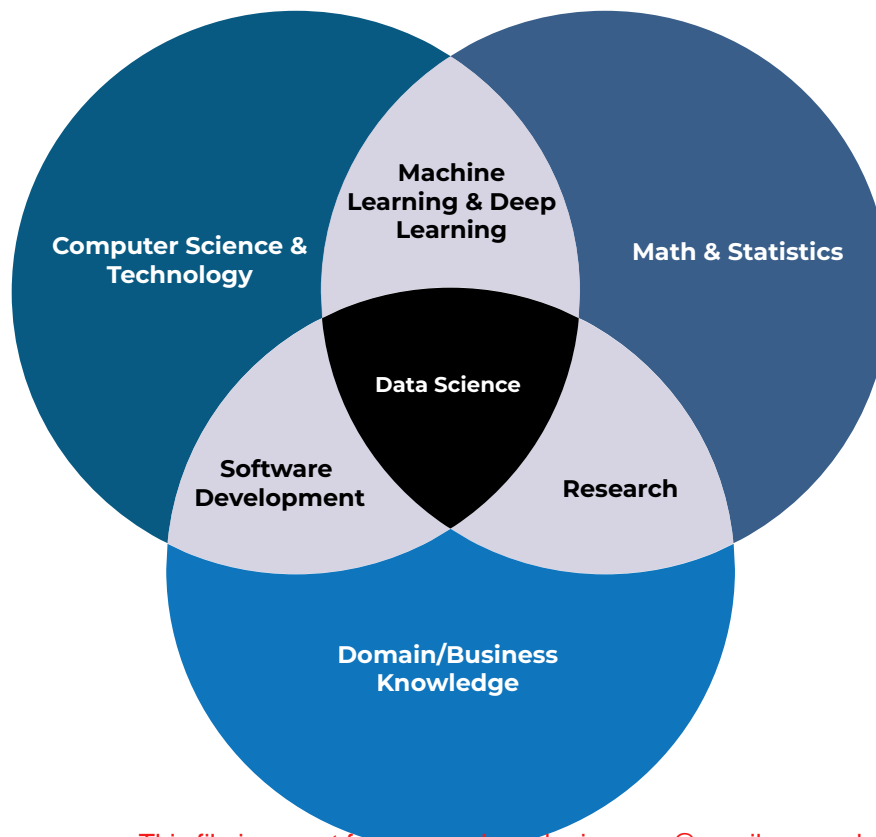 Machine
Learning & Deep
Learning
Computer Science &
Technology
Math & Statistics
Data Science
Software
Development
Research
Domain/Business
Knowledge